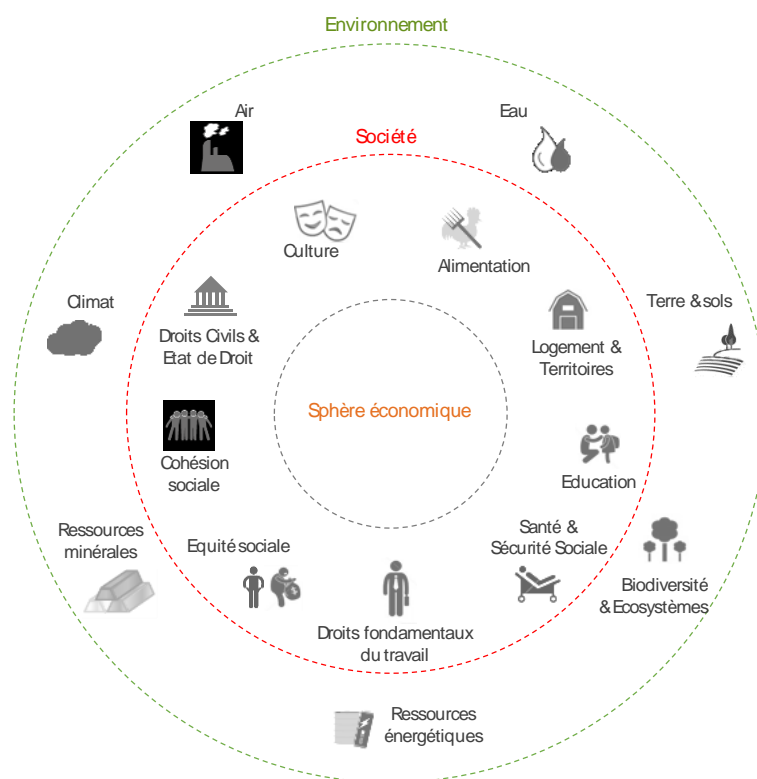 Environnement
Air
Eau
Société
Culture
Alimentation
Climat
Terre & sols
Droits Civils &
Etat de Droit
Logement &
Territoires
Sphère économique
Cohésion
sociale
Education
Ressources
minérales
Equité sociale
Santé &
Sécurité Sociale
Biodiversité
& Ecosystèmes
Droits fondamentaux
du travail
Ressources
énergétiques